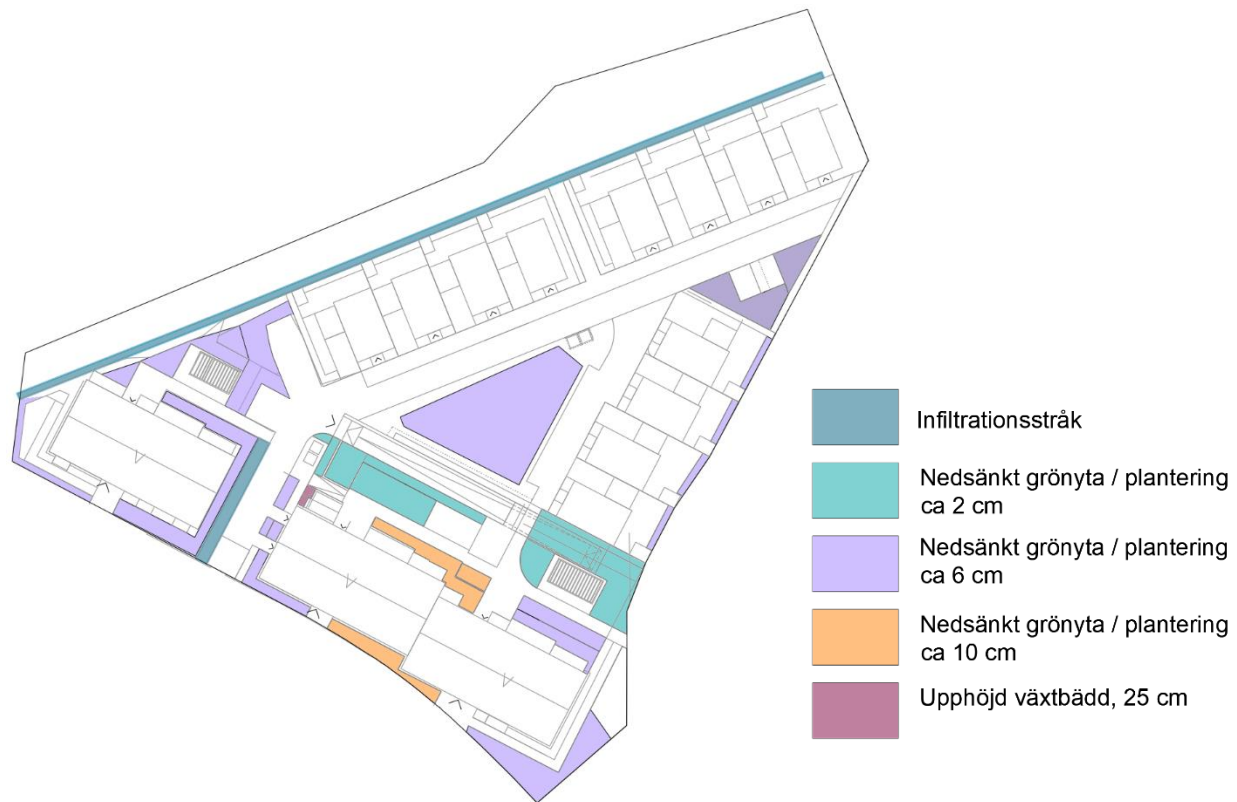 Infiltrationsstråk
Nedsänkt grönyta / plantering
ca 2 cm
Nedsänkt grönyta / plantering
ca 6 cm
Nedsänkt grönyta / plantering
ca 10 cm
Upphöjd växtbädd, 25 cm